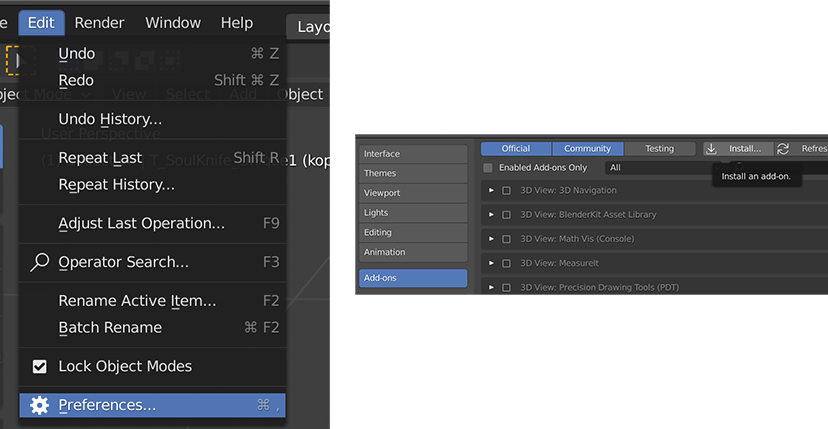 e Edit Render Window Help Layo
Undo ⌘ Z
Redo Shift ⌘ Z
bject Mode View Select Add Object
Undo History...
User Perspective
Repeat Last Shift R
(1 T_SoulKnife 1 (kop
Repeat History...
Adjust Last Operation... F9
Operator Search... F3
Rename Active Item... F2
Batch Rename ⌘ F2
Lock Object Modes
Preferences... ⌘ ,
Interface
Themes
Viewport
Lights
Editing
Animation
Add-ons
Official Community Testing Install... Refres
Enabled Add-ons Only All
Install an add-on.
3D View: 3D Navigation
3D View: BlenderKit Asset Library
3D View: Math Vis (Console)
3D View: MeasureIt
3D View: Precision Drawing Tools (PDT)